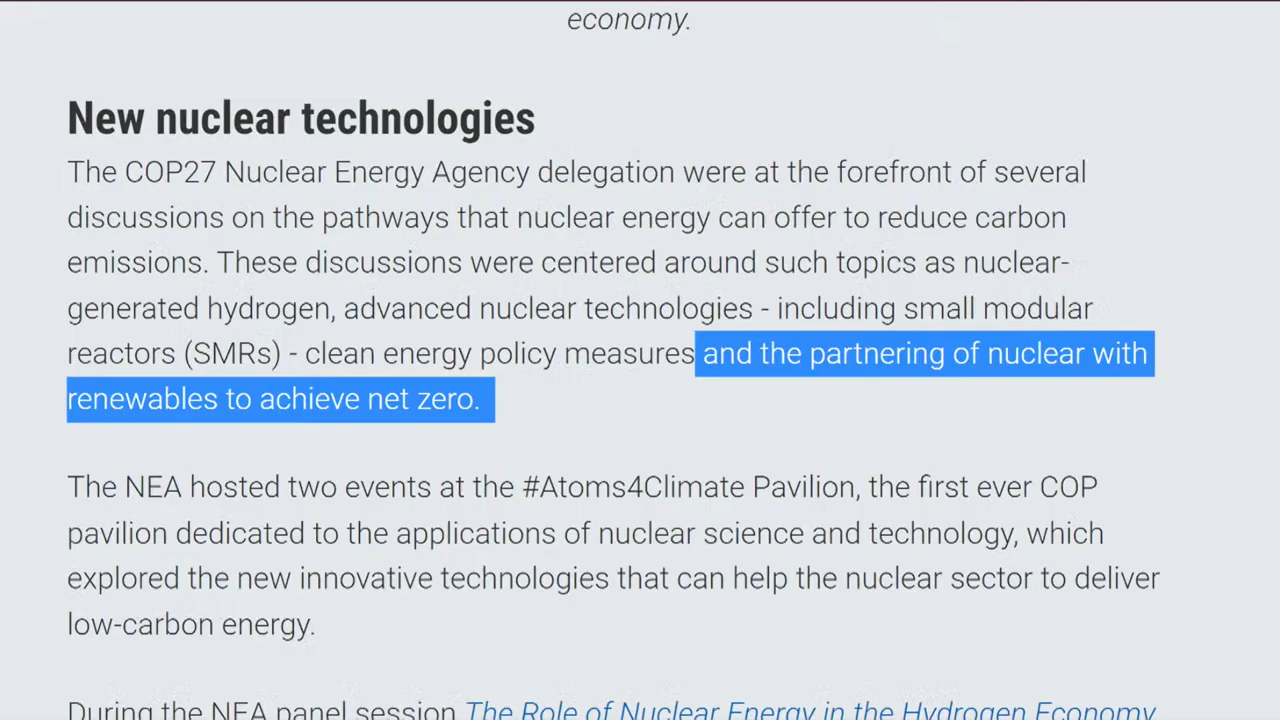 economy.
New nuclear technologies
The COP27 Nuclear Energy Agency delegation were at the forefront of several
discussions on the pathways that nuclear energy can offer to reduce carbon
emissions. These discussions were centered around such topics as nuclear-
generated hydrogen, advanced nuclear technologies - including small modular
reactors (SMRs) - clean energy policy measures and the partnering of nuclear with
renewables to achieve net zero.
The NEA hosted two events at the #Atoms4Climate Pavilion, the first ever COP
pavilion dedicated to the applications of nuclear science and technology, which
explored the new innovative technologies that can help the nuclear sector to deliver
low-carbon energy.
During the NEA panel session The Role of Nuclear Energy in the Hydrogen Economy